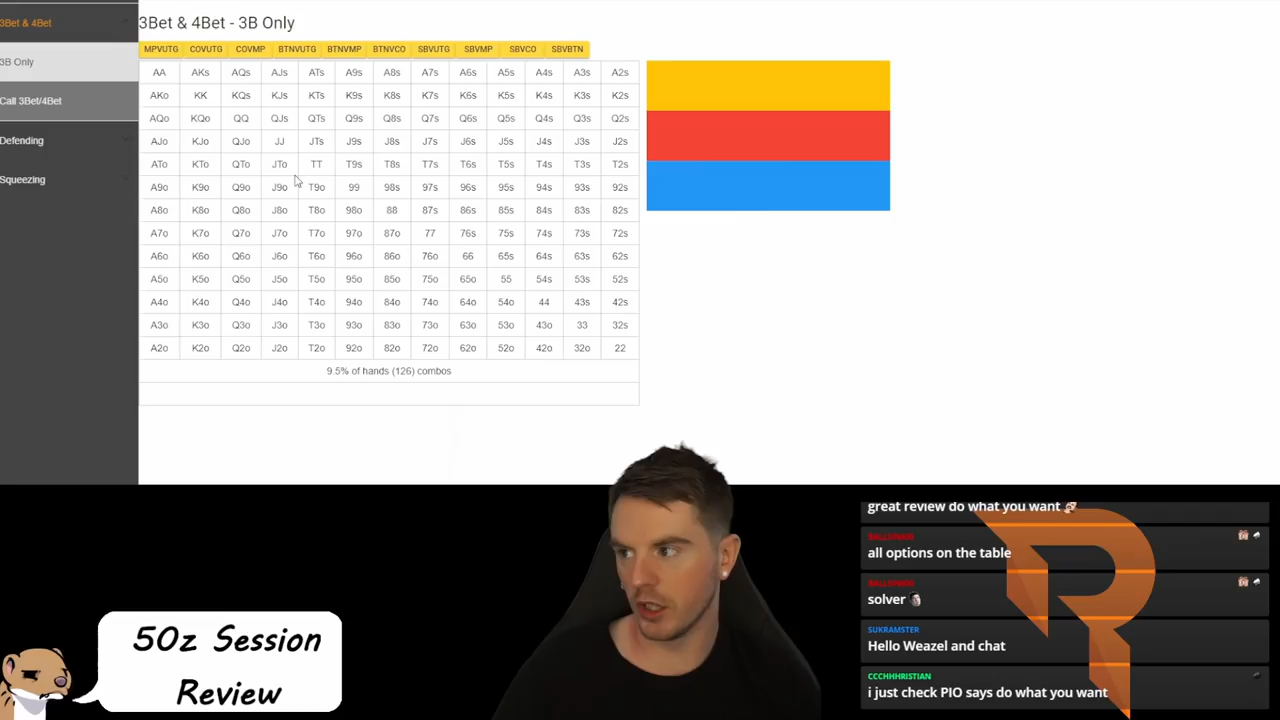 3Bet & 4Bet
3B Only
Call 3Bet/4Bet
Defending
Squeezing
3Bet & 4Bet - 3B Only
MPVUTG COVUTG COVMP BTNVUTG BTNVMP BTNVCO SBVUTG SBVMP SBVCO SBVBTN
AA AKs AQs AJs ATs A9s A8s A7s A6s A5s A4s A3s A2s
AKo KK KQs KJs KTs K9s K8s K7s K6s K5s K4s K3s K2s
AQo KQo QQ QJs QTs Q9s Q8s Q7s Q6s Q5s Q4s Q3s Q2s
AJo KJo QJo JJ JTs J9s J8s J7s J6s J5s J4s J3s J2s
ATo KTo QTo JTo TT T9s T8s T7s T6s T5s T4s T3s T2s
A9o K9o Q9o J9o T9o 99 98s 97s 96s 95s 94s 93s 92s
A8o K8o Q8o J8o T8o 98o 88 87s 86s 85s 84s 83s 82s
A7o K7o Q7o J7o T7o 97o 87o 77 76s 75s 74s 73s 72s
A6o K6o Q6o J6o T6o 96o 86o 76o 66 65s 64s 63s 62s
A5o K5o Q5o J5o T5o 95o 85o 75o 65o 55 54s 53s 52s
A4o K4o Q4o J4o T4o 94o 84o 74o 64o 54o 44 43s 42s
A3o K3o Q3o J3o T3o 93o 83o 73o 63o 53o 43o 33 32s
A2o K2o Q2o J2o T2o 92o 82o 72o 62o 52o 42o 32o 22
9.5% of hands (126) combos
50z Session
Review
great review do what you want
all options on the table
solver
SUKRAMSTER
Hello Weazel and chat
CCCHHHRISTIAN
i just check PIO says do what you want